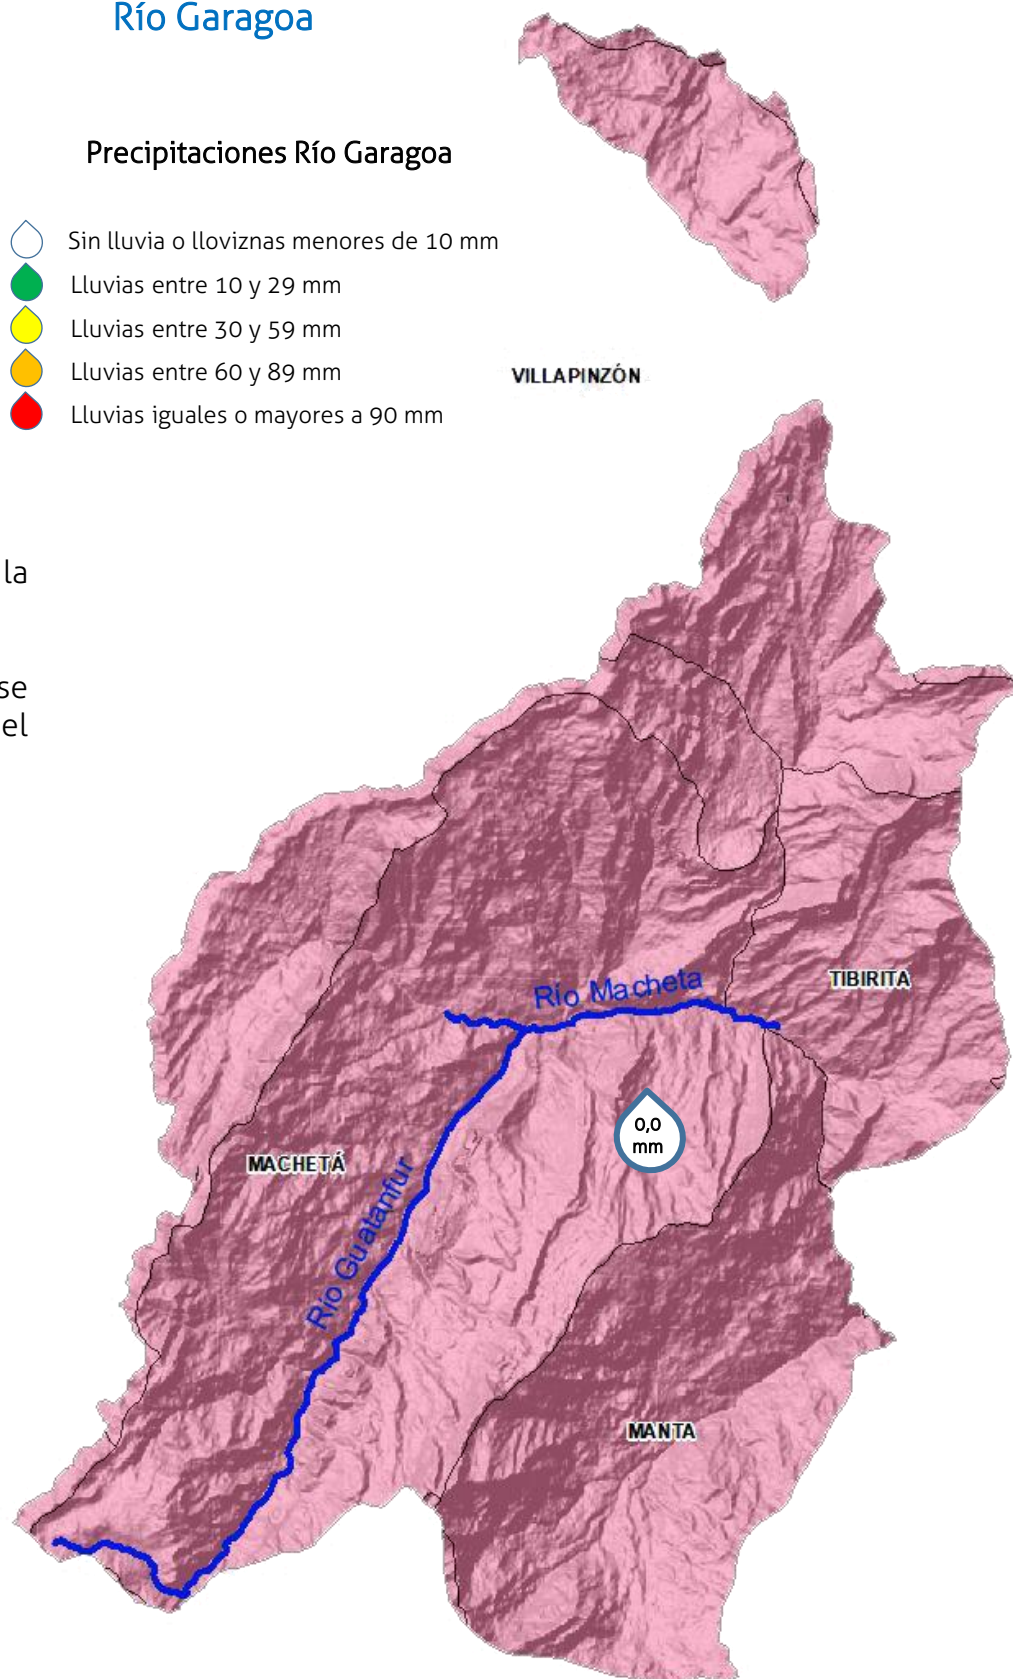 Río Garagoa
Precipitaciones Río Garagoa
Sin lluvia o lloviznas menores de 10 mm
Lluvias entre 10 y 29 mm
Lluvias entre 30 y 59 mm
Lluvias entre 60 y 89 mm
Lluvias iguales o mayores a 90 mm
VILLAPINZÓN
la
se
el
Río Macheta
TIBIRITA
0,0
mm
MACHETÁ
Río Guatanfur
MANTA